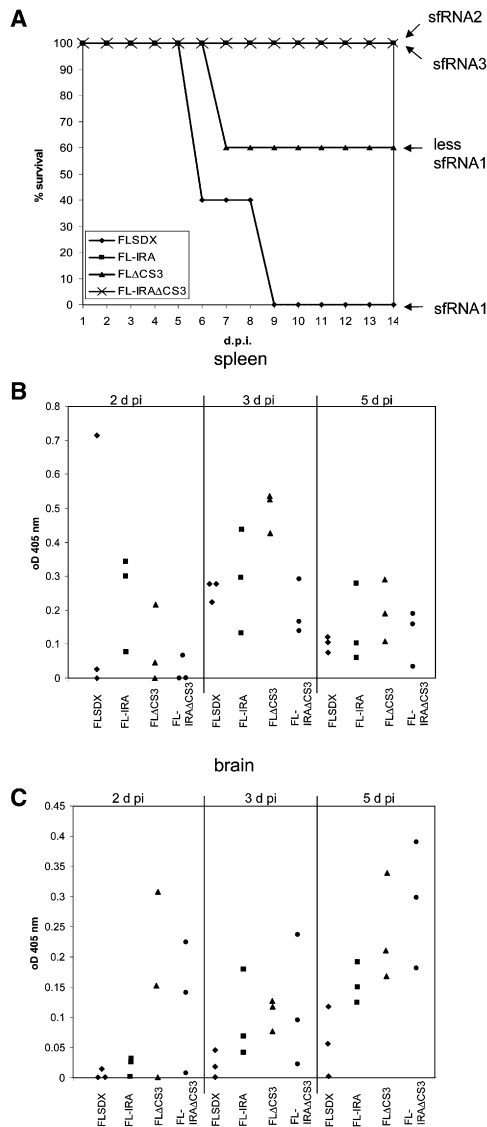 A
sfRNA2
sfRNA3
less
sfRNA1
sfRNA1
% survival
100
90
80
70
60
50
40
30
20
10
0
FLSDX
FL-IRA
FLΔCS3
FL-IRAΔCS3
1 2 3 4 5 6 7 8 9 10 11 12 13 14
d.p.i.
spleen
B
2 d pi 3 d pi 5 d pi
oD 405 nm
0.8
0.7
0.6
0.5
0.4
0.3
0.2
0.1
0
FLSDX
FL-IRA
FLΔCS3
FL-
IRAΔCS3
FLSDX
FL-IRA
FLΔCS3
FL-
IRAΔCS3
FLSDX
FL-IRA
FLΔCS3
FL-
IRAΔCS3
brain
C
2 d pi 3 d pi 5 d pi
oD 405 nm
0.45
0.4
0.35
0.3
0.25
0.2
0.15
0.1
0.05
0
FLSDX
FL-IRA
FLΔCS3
FL-
IRAΔCS3
FLSDX
FL-IRA
FLΔCS3
FL-
IRAΔCS3
FLSDX
FL-IRA
FLΔCS3
FL-
IRAΔCS3